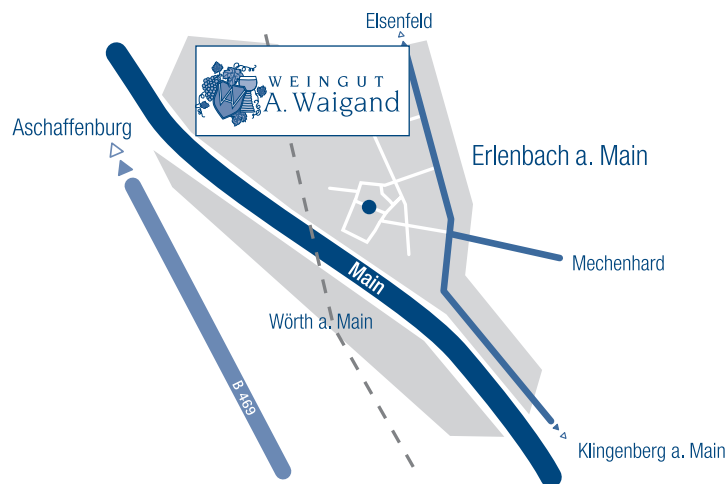 Elsenfeld
WEINGUT
A. Waigand
Aschaffenburg
Erlenbach a. Main
Main
Mechenhard
Wörth a. Main
B 469
Klingenberg a. Main